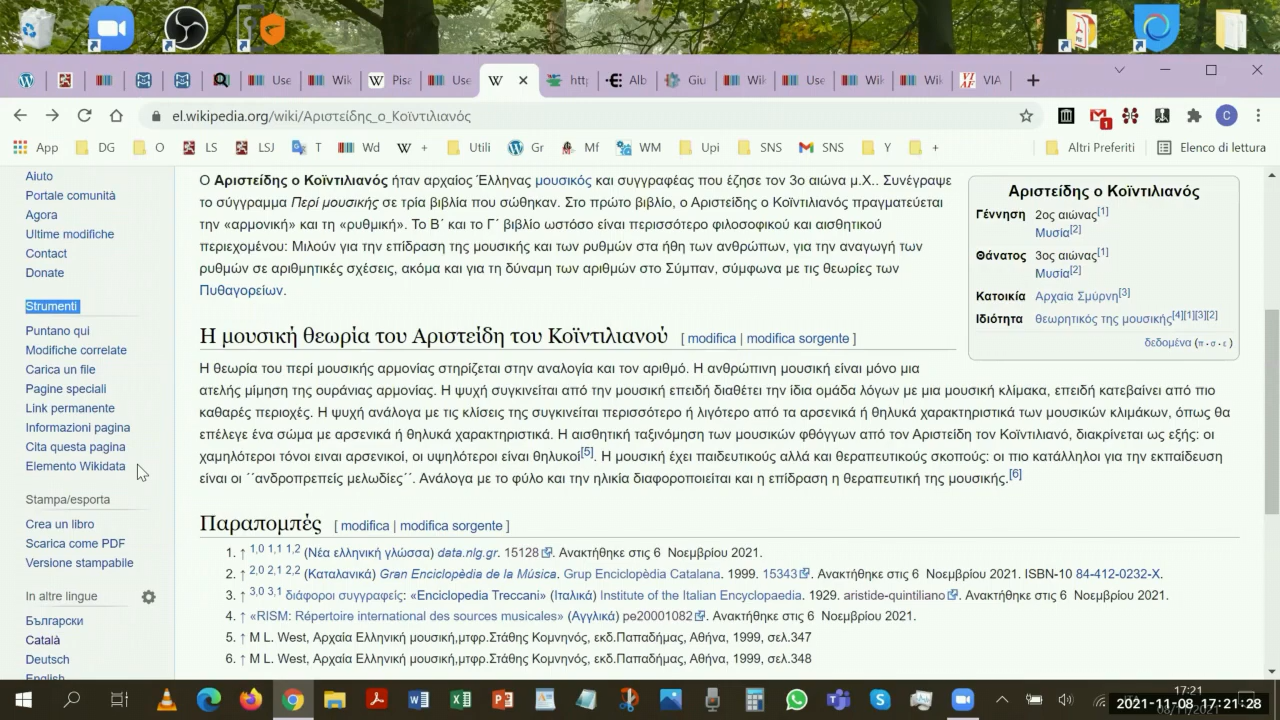 Use
Wik
Pisa
Use
htt
Alb
Giu
Wik
Use
Wik
Wik
VIA
el.wikipedia.org/wiki/Αριστείδης_ο_Κοϊντιλιανός
App DG O LS LSJ T Wd + Utili Gr Mf WM Upi SNS SNS Y + Altri Preferiti Elenco di lettura
Aiuto
Portale comunità
Agora
Ultime modifiche
Contact
Donate
Strumenti
Puntano qui
Modifiche correlate
Carica un file
Pagine speciali
Link permanente
Informazioni pagina
Cita questa pagina
Elemento Wikidata
Stampa/esporta
Crea un libro
Scarica come PDF
Versione stampabile
In altre lingue
Български
Català
Deutsch
English
Ο Αριστείδης ο Κοϊντιλιανός ήταν αρχαίος Έλληνας μουσικός και συγγραφέας που έζησε τον 3ο αιώνα μ.Χ.. Συνέγραψε
το σύγγραμμα Περί μουσικής σε τρία βιβλία που σώθηκαν. Στο πρώτο βιβλίο, ο Αριστείδης ο Κοϊντιλιανός πραγματεύεται
την «αρμονική» και τη «ρυθμική». Το Β΄ και το Γ΄ βιβλίο ωστόσο είναι περισσότερο φιλοσοφικού και αισθητικού
περιεχομένου: Μιλούν για την επίδραση της μουσικής και των ρυθμών στα ήθη των ανθρώπων, για την αναγωγή των
ρυθμών σε αριθμητικές σχέσεις, ακόμα και για τη δύναμη των αριθμών στο Σύμπαν, σύμφωνα με τις θεωρίες των
Πυθαγορείων.
Αριστείδης ο Κοϊντιλιανός
Γέννηση 2ος αιώνας[1]
Μυσία[2]
Θάνατος 3ος αιώνας[1]
Μυσία[2]
Κατοικία Αρχαία Σμύρνη[3]
Ιδιότητα θεωρητικός της μουσικής[4][1][3][2]
δεδομένα (π • σ • ε)
Η μουσική θεωρία του Αριστείδη του Κοϊντιλιανού [ modifica | modifica sorgente ]
Η θεωρία του περί μουσικής αρμονίας στηρίζεται στην αναλογία και τον αριθμό. Η ανθρώπινη μουσική είναι μόνο μια
ατελής μίμηση της ουράνιας αρμονίας. Η ψυχή συγκινείται από την μουσική επειδή διαθέτει την ίδια ομάδα λόγων με μια μουσική κλίμακα, επειδή κατεβαίνει από πιο
καθαρές περιοχές. Η ψυχή ανάλογα με τις κλίσεις της συγκινείται περισσότερο ή λιγότερο από τα αρσενικά ή θηλυκά χαρακτηριστικά των μουσικών κλιμάκων, όπως θα
επέλεγε ένα σώμα με αρσενικά ή θηλυκά χαρακτηριστικά. Η αισθητική ταξινόμηση των μουσικών φθόγγων από τον Αριστείδη τον Κοϊντιλιανό, διακρίνεται ως εξής: οι
χαμηλότεροι τόνοι ειναι αρσενικοί, οι υψηλότεροι είναι θηλυκοί[5]. Η μουσική έχει παιδευτικούς αλλά και θεραπευτικούς σκοπούς: οι πιο κατάλληλοι για την εκπαίδευση
είναι οι ΄΄ανδροπρεπείς μελωδίες΄΄. Ανάλογα με το φύλο και την ηλικία διαφοροποιείται και η επίδραση η θεραπευτική της μουσικής.[6]
Παραπομπές [ modifica | modifica sorgente ]
1. ↑ 1,0 1,1 1,2 (Νέα ελληνική γλώσσα) data.nlg.gr. 15128. Ανακτήθηκε στις 6 Νοεμβρίου 2021.
2. ↑ 2,0 2,1 2,2 (Καταλανικά) Gran Enciclopèdia de la Música. Grup Enciclopèdia Catalana. 1999. 15343. Ανακτήθηκε στις 6 Νοεμβρίου 2021. ISBN-10 84-412-0232-X.
3. ↑ 3,0 3,1 διάφοροι συγγραφείς: «Enciclopedia Treccani» (Ιταλικά) Institute of the Italian Encyclopaedia. 1929. aristide-quintiliano. Ανακτήθηκε στις 6 Νοεμβρίου 2021.
4. ↑ «RISM: Répertoire international des sources musicales» (Αγγλικά) pe20001082. Ανακτήθηκε στις 6 Νοεμβρίου 2021.
5. ↑ M L. West, Αρχαία Ελληνική μουσική,μτφρ.Στάθης Κομνηνός, εκδ.Παπαδήμας, Αθήνα, 1999, σελ.347
6. ↑ M L. West, Αρχαία Ελληνική μουσική,μτφρ.Στάθης Κομνηνός, εκδ.Παπαδήμας, Αθήνα, 1999, σελ.348
17:21
2021-11-08 17:21:28